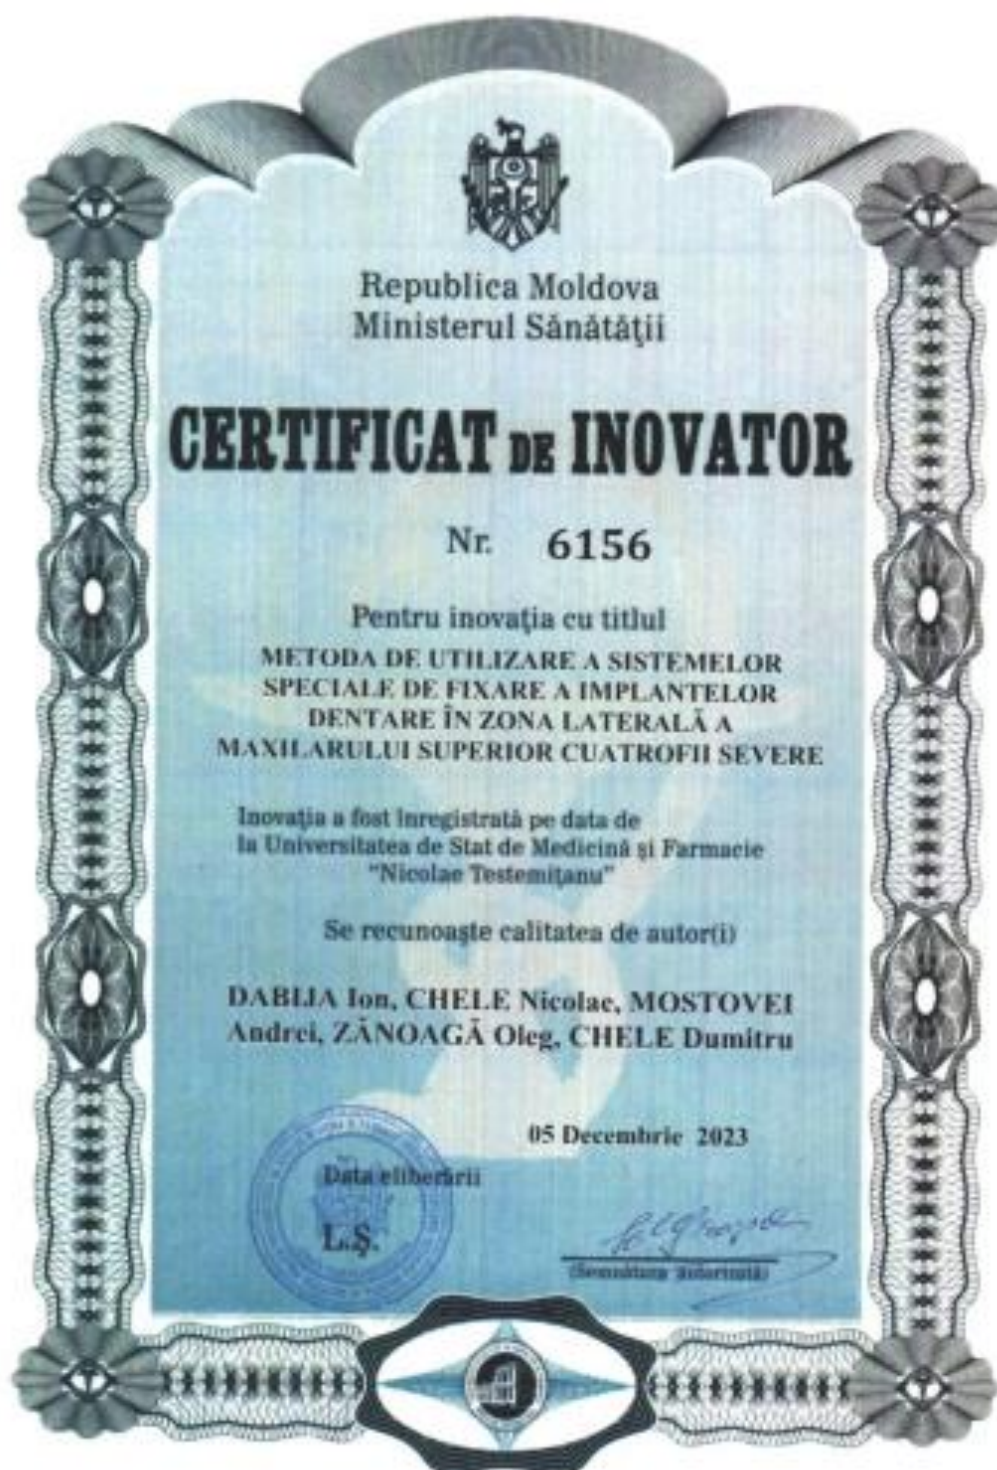 Republica Moldova
Ministerul Sănătăţii
CERTIFICAT DE INOVATOR
Nr. 6156
Pentru inovaţia cu titlul
METODA DE UTILIZARE A SISTEMELOR
SPECIALE DE FIXARE A IMPLANTELOR
DENTARE ÎN ZONA LATERALĂ A
MAXILARULUI SUPERIOR CUATROFII SEVERE
Inovaţia a fost înregistrată pe data de
la Universitatea de Stat de Medicină şi Farmacie
"Nicolae Testemiţanu"
Se recunoaşte calitatea de autor(i)
DABIJA Ion, CHELE Nicolae, MOSTOVEI
Andrei, ZĂNOAGĂ Oleg, CHELE Dumitru
05 Decembrie 2023
Data eliberării
L.Ş.
(Semnătura autorizată)